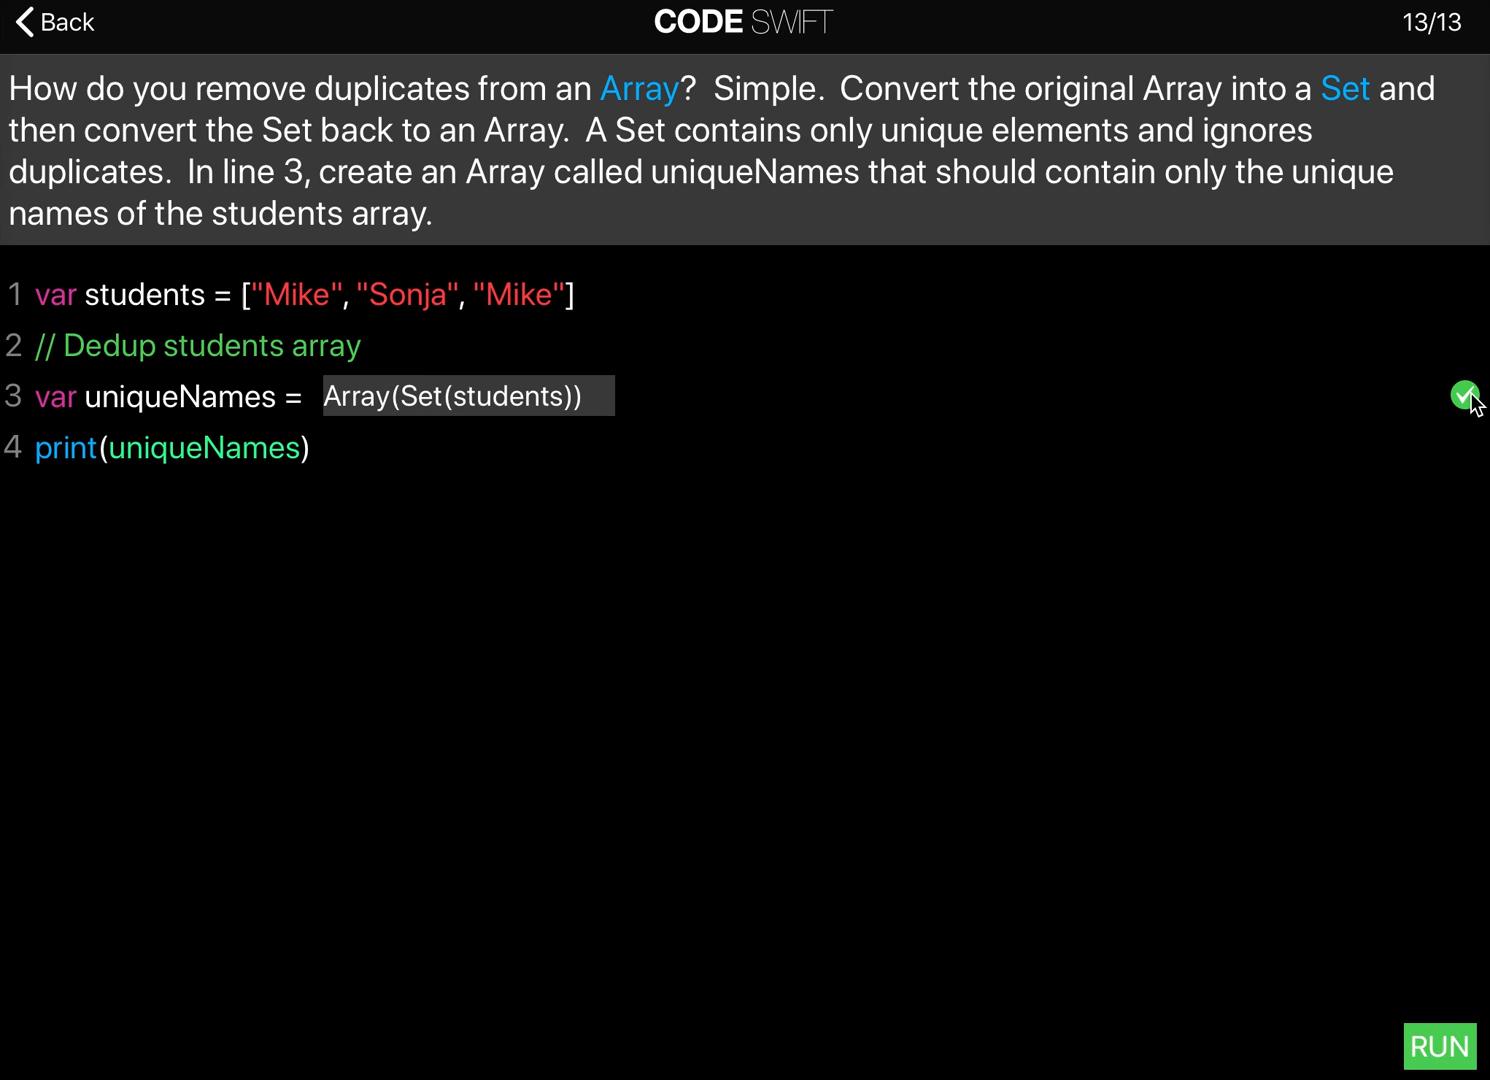 Back
CODE SWIFT
13/13
How do you remove duplicates from an Array?  Simple.  Convert the original Array into a Set and
then convert the Set back to an Array.  A Set contains only unique elements and ignores
duplicates.  In line 3, create an Array called uniqueNames that should contain only the unique
names of the students array.
1 var students = ["Mike", "Sonja", "Mike"]
2 // Dedup students array
3 var uniqueNames = Array(Set(students))
4 print(uniqueNames)
RUN